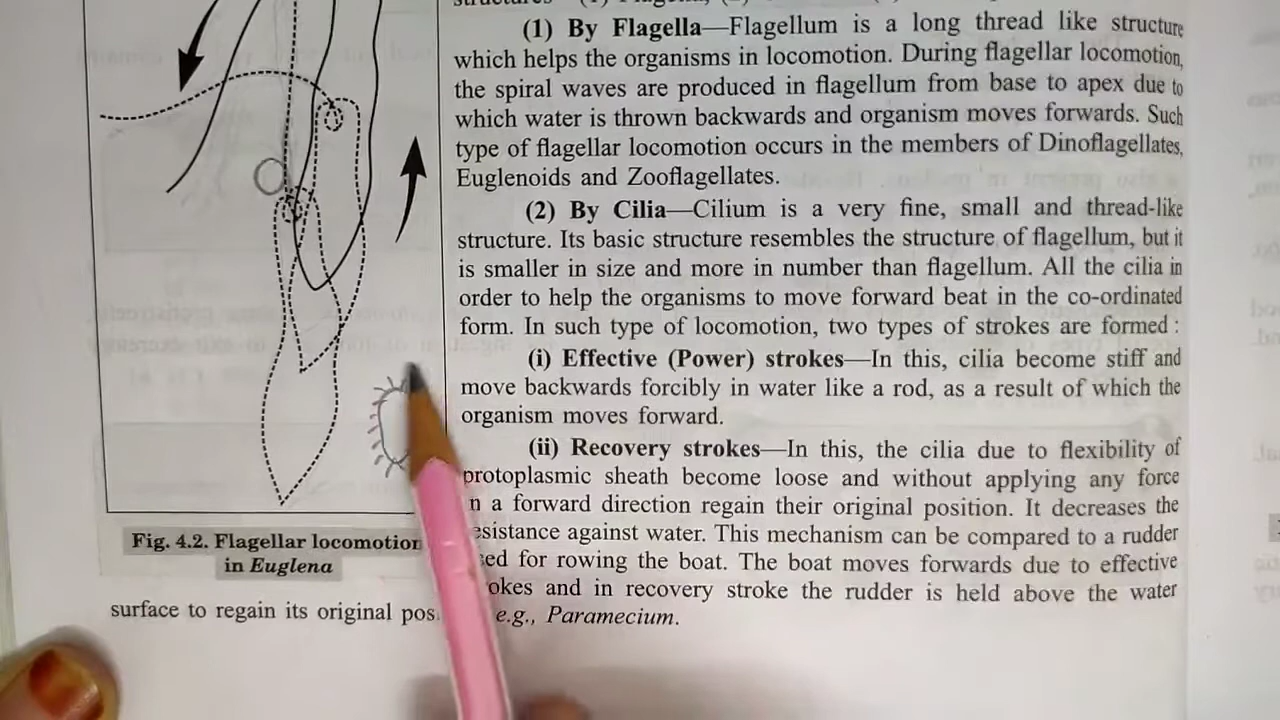 (1) By Flagella—Flagellum is a long thread like structure
which helps the organisms in locomotion. During flagellar locomotion,
the spiral waves are produced in flagellum from base to apex due to
which water is thrown backwards and organism moves forwards. Such
type of flagellar locomotion occurs in the members of Dinoflagellates,
Euglenoids and Zooflagellates.
(2) By Cilia—Cilium is a very fine, small and thread-like
structure. Its basic structure resembles the structure of flagellum, but it
is smaller in size and more in number than flagellum. All the cilia in
order to help the organisms to move forward beat in the co-ordinated
form. In such type of locomotion, two types of strokes are formed :
(i) Effective (Power) strokes—In this, cilia become stiff and
move backwards forcibly in water like a rod, as a result of which the
organism moves forward.
(ii) Recovery strokes—In this, the cilia due to flexibility of
protoplasmic sheath become loose and without applying any force
n a forward direction regain their original position. It decreases the
esistance against water. This mechanism can be compared to a rudder
ed for rowing the boat. The boat moves forwards due to effective
okes and in recovery stroke the rudder is held above the water
surface to regain its original pos e.g., Paramecium.
Fig. 4.2. Flagellar locomotion
in Euglena